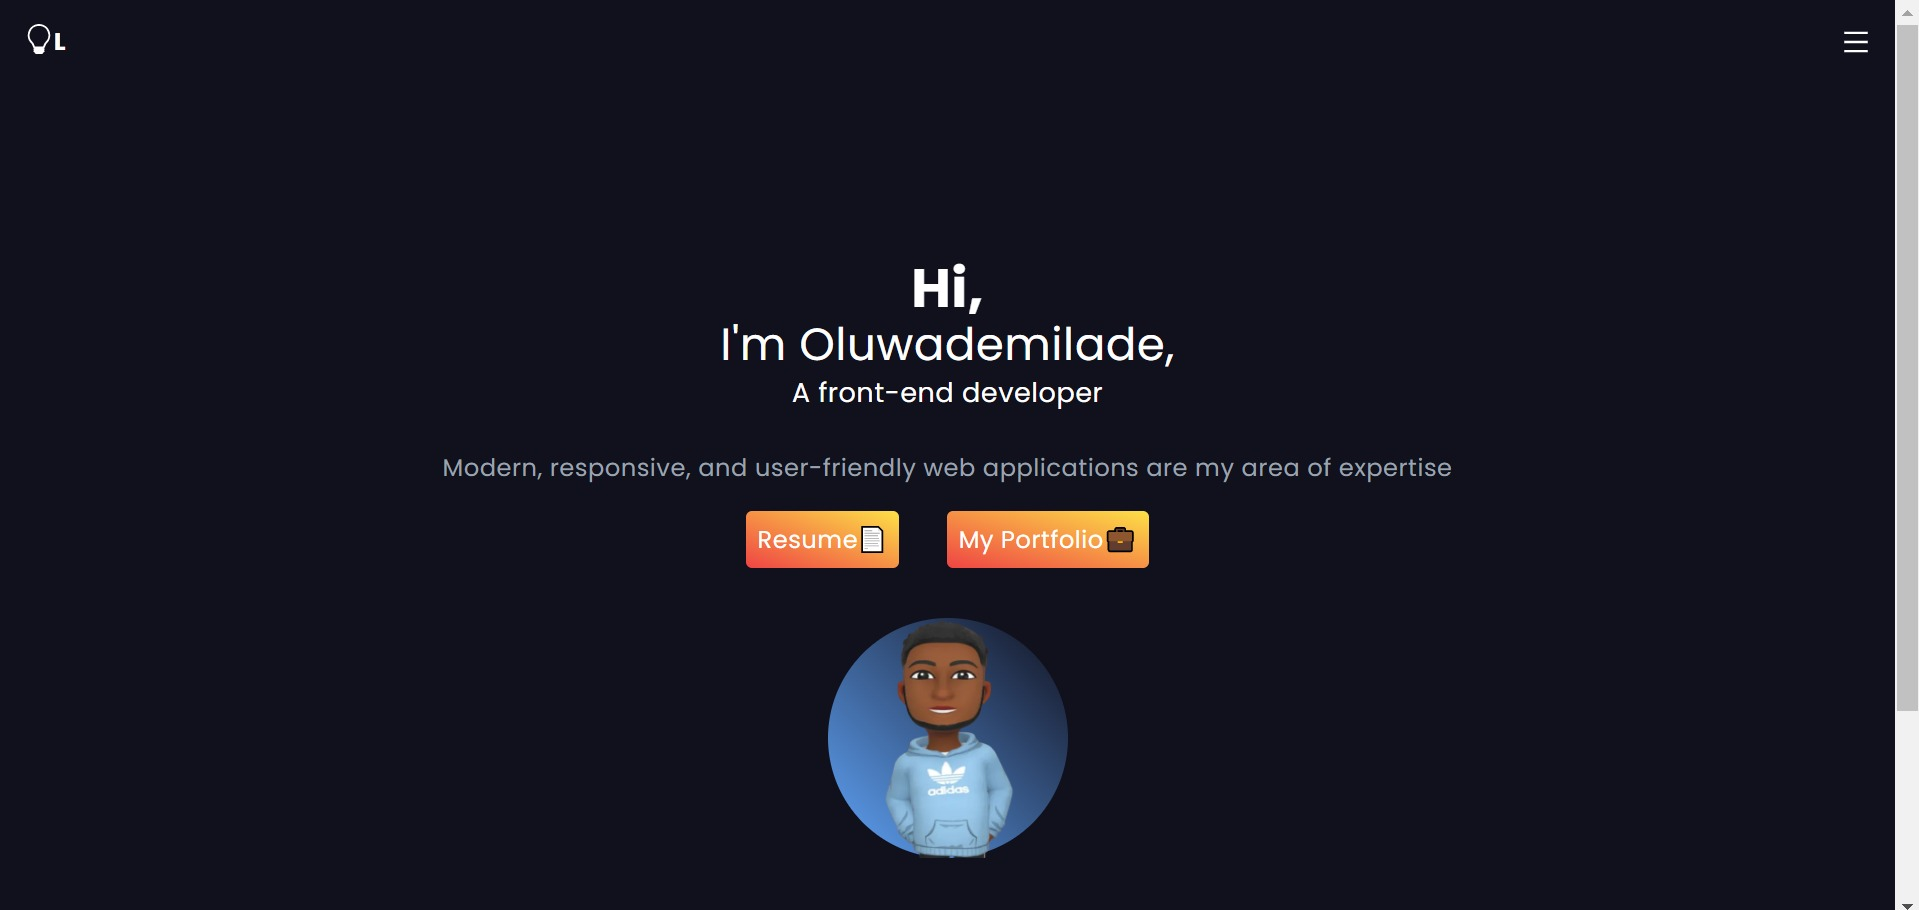 L
Hi,
I'm Oluwademilade,
A front-end developer
Modern, responsive, and user-friendly web applications are my area of expertise
Resume
My Portfolio
adidas